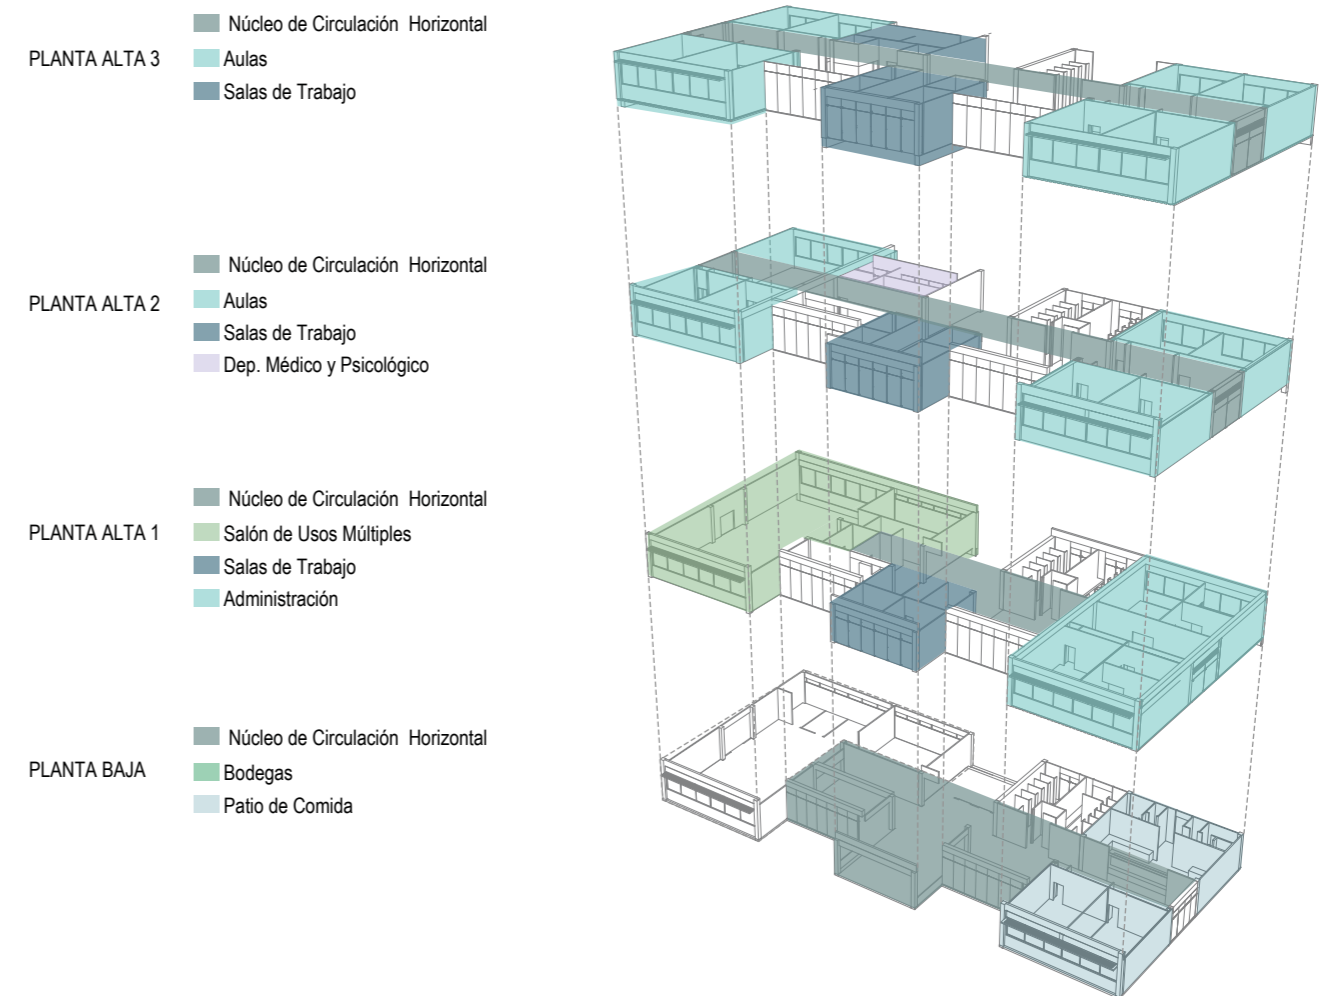 Núcleo de Circulación Horizontal
PLANTA ALTA 3
Aulas
Salas de Trabajo
Núcleo de Circulación Horizontal
PLANTA ALTA 2
Aulas
Salas de Trabajo
Dep. Médico y Psicológico
Núcleo de Circulación Horizontal
PLANTA ALTA 1
Salón de Usos Múltiples
Salas de Trabajo
Administración
Núcleo de Circulación Horizontal
PLANTA BAJA
Bodegas
Patio de Comida